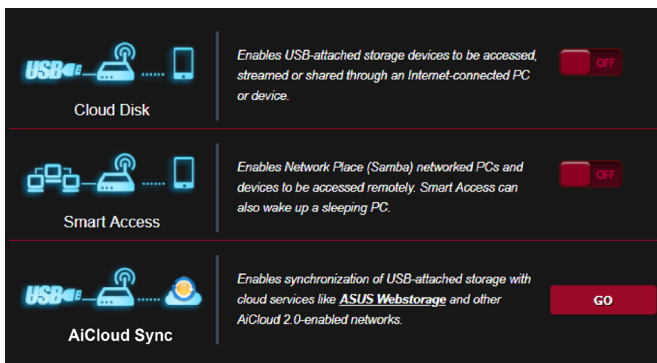 USB
Cloud Disk
Enables USB-attached storage devices to be accessed,
streamed or shared through an Internet-connected PC
or device.
OFF
Smart Access
Enables Network Place (Samba) networked PCs and
devices to be accessed remotely. Smart Access can
also wake up a sleeping PC.
OFF
USB
AiCloud Sync
Enables synchronization of USB-attached storage with
cloud services like ASUS Webstorage and other
AiCloud 2.0-enabled networks.
GO